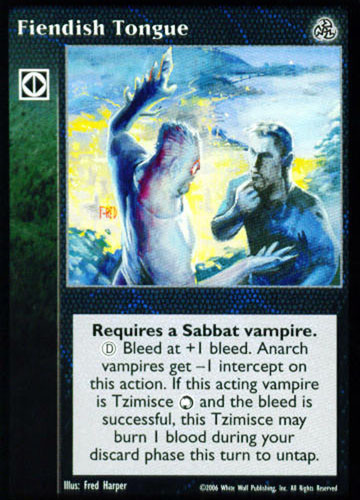 Fiendish Tongue
F-RED
Requires a Sabbat vampire.
D Bleed at +1 bleed. Anarch
vampires get –1 intercept on
this action. If this acting vampire
is Tzimisce and the bleed is
successful, this Tzimisce may
burn 1 blood during your
discard phase this turn to untap.
Illus: Fred Harper
©2006 White Wolf Publishing, Inc. All Rights Reserved